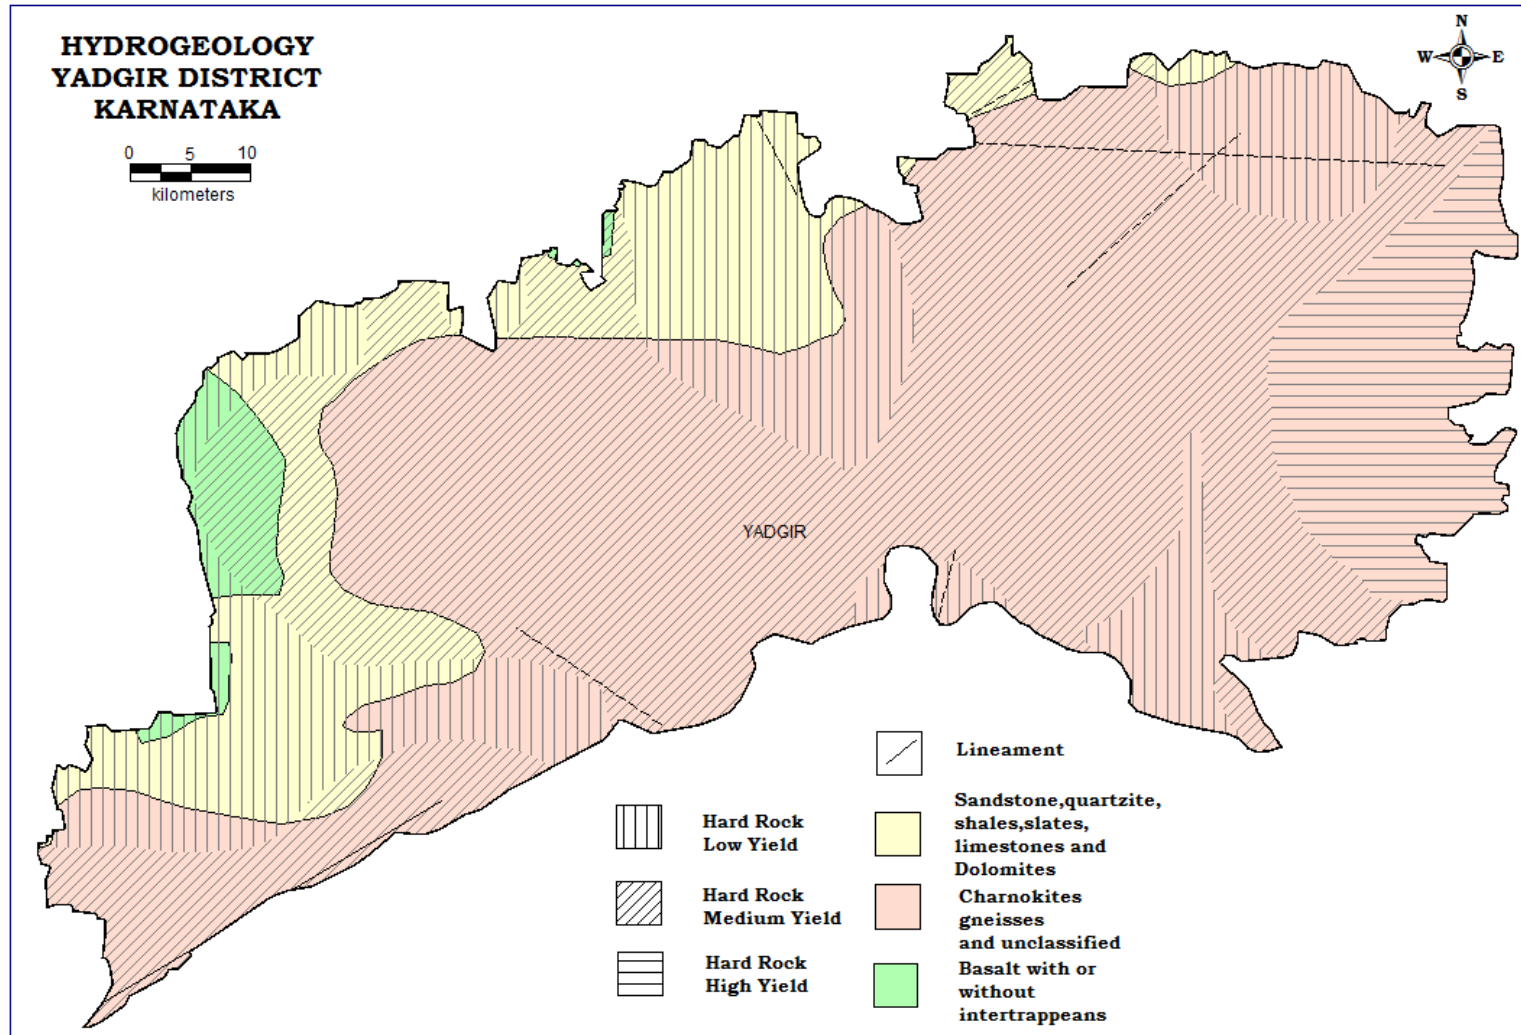 HYDROGEOLOGY
YADGIR DISTRICT
KARNATAKA
0 5 10
kilometers
N
W E
S
YADGIR
Lineament
Hard Rock
Low Yield
Hard Rock
Medium Yield
Hard Rock
High Yield
Sandstone,quartzite,
shales,slates,
limestones and
Dolomites
Charnokites
gneisses
and unclassified
Basalt with or
without
intertrappeans